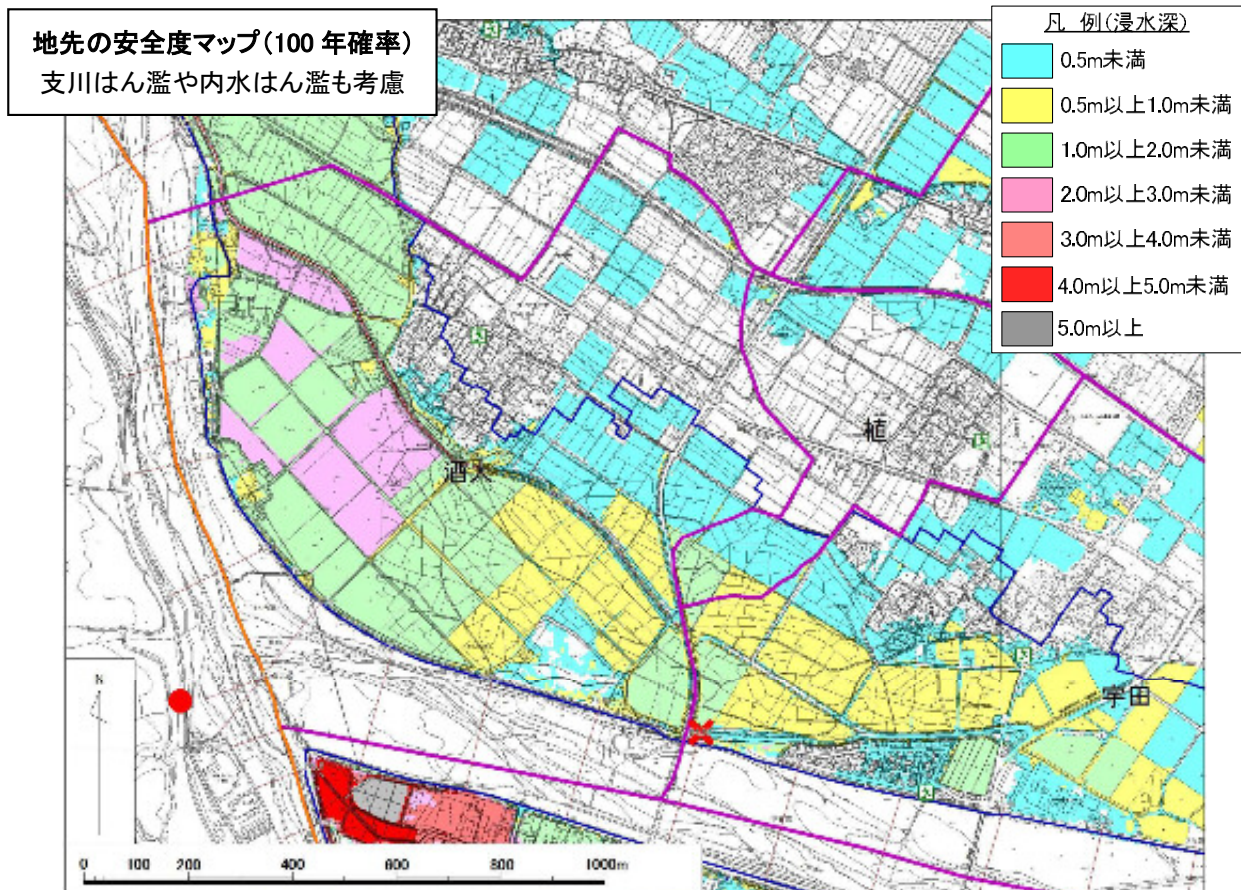 地先の安全度マップ(100 年確率)
支川はん濫や内水はん濫も考慮
凡 例(浸水深)
0.5m未満
0.5m以上1.0m未満
1.0m以上2.0m未満
2.0m以上3.0m未満
3.0m以上4.0m未満
4.0m以上5.0m未満
5.0m以上
植
酒人
宇田
N
0 100 200 400 600 800 1000m